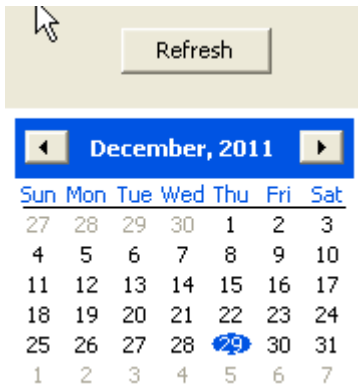 Refresh
December, 2011
Sun Mon Tue Wed Thu Fri Sat
27 28 29 30 1 2 3
4 5 6 7 8 9 10
11 12 13 14 15 16 17
18 19 20 21 22 23 24
25 26 27 28 29 30 31
1 2 3 4 5 6 7